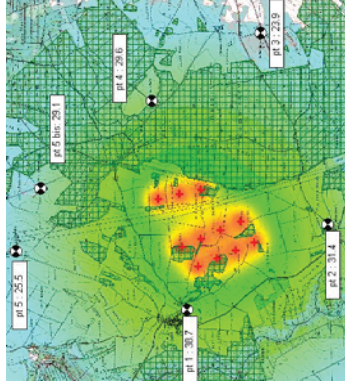 pt 5 : 25.5
pt 5 bis: 29.1
pt 4 : 29.6
pt 3 : 23.9
pt 1 : 38.7
pt 2 : 31.4